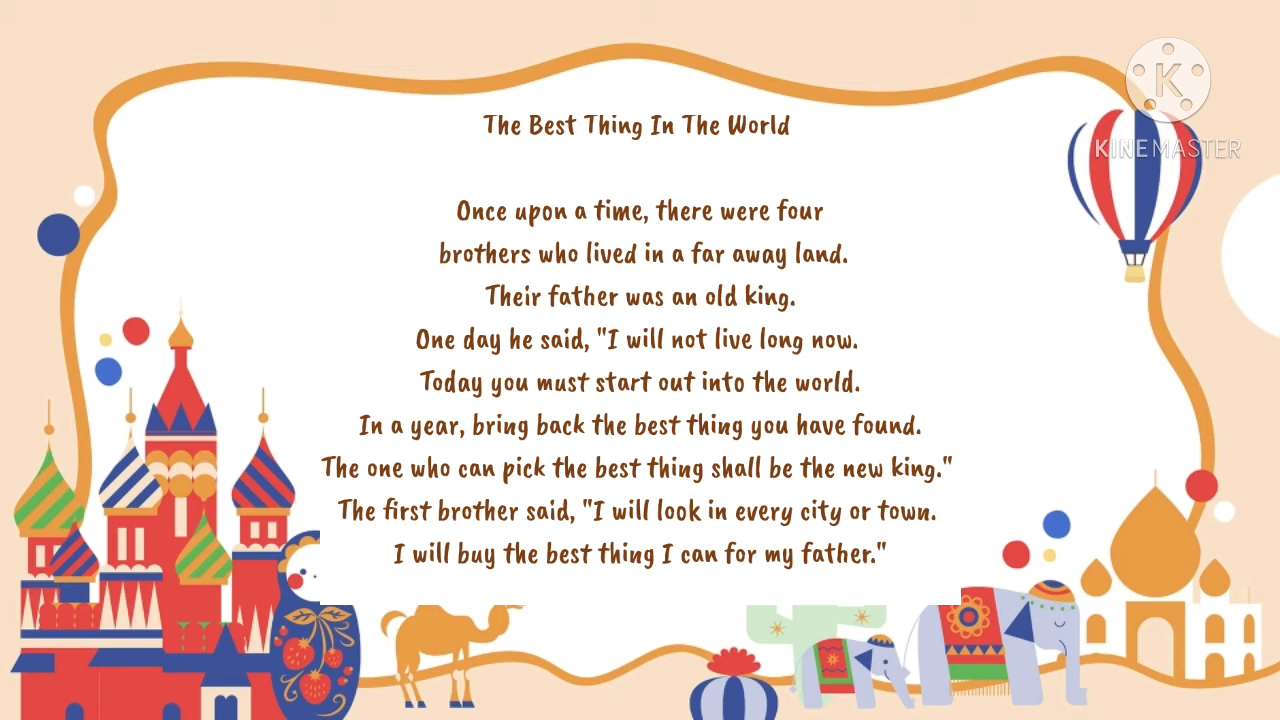 The Best Thing In The World
Once upon a time, there were four
brothers who lived in a far away land.
Their father was an old king.
One day he said, "I will not live long now.
Today you must start out into the world.
In a year, bring back the best thing you have found.
The one who can pick the best thing shall be the new king."
The first brother said, "I will look in every city or town.
I will buy the best thing I can for my father."
K
KINEMASTER